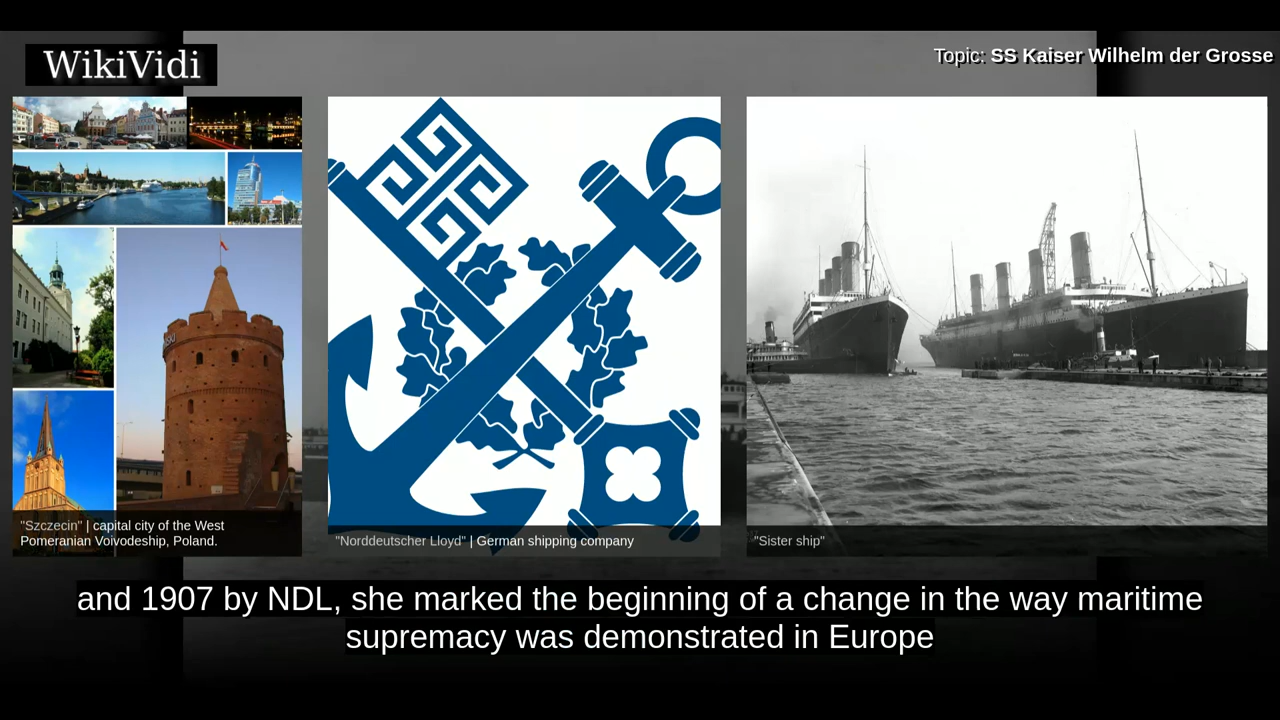 WikiVidi
Topic: SS Kaiser Wilhelm der Grosse
"Szczecin" | capital city of the West
Pomeranian Voivodeship, Poland.
"Norddeutscher Lloyd" | German shipping company
"Sister ship"
and 1907 by NDL, she marked the beginning of a change in the way maritime
supremacy was demonstrated in Europe